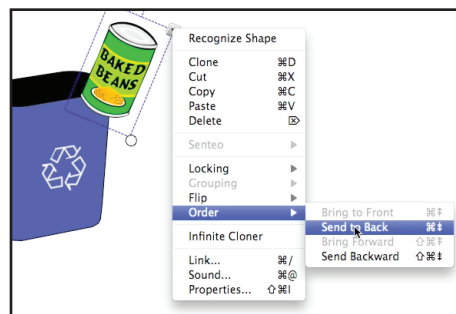 BAKED
BEANS
Recognize Shape
Clone ⌘D
Cut ⌘X
Copy ⌘C
Paste ⌘V
Delete ⌦
Senteo
Locking
Grouping
Flip
Order
Infinite Cloner
Link... ⌘/
Sound... ⌘@
Properties... ⇧⌘I
Bring to Front ⌘⇞
Send to Back ⌘⇟
Bring Forward ⇧⌘⇞
Send Backward ⇧⌘⇟